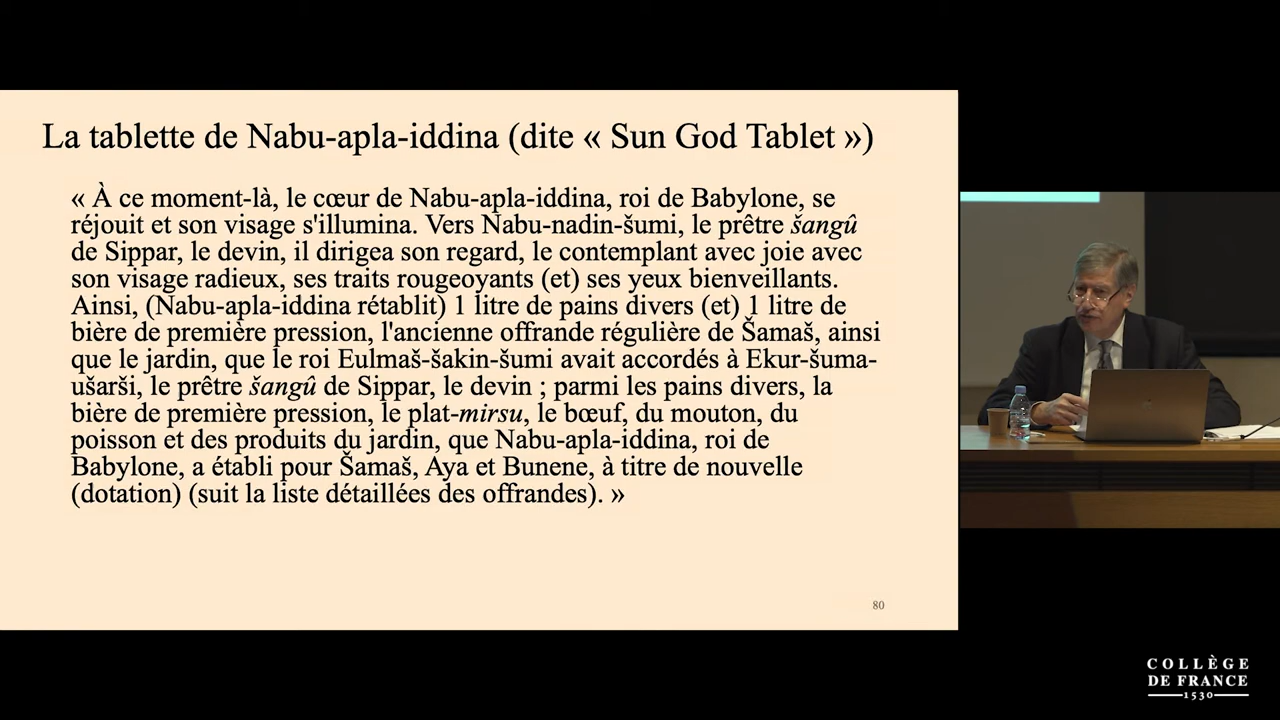 La tablette de Nabu-apla-iddina (dite « Sun God Tablet »)
« À ce moment-là, le cœur de Nabu-apla-iddina, roi de Babylone, se
réjouit et son visage s'illumina. Vers Nabu-nadin-šumi, le prêtre šangû
de Sippar, le devin, il dirigea son regard, le contemplant avec joie avec
son visage radieux, ses traits rougeoyants (et) ses yeux bienveillants.
Ainsi, (Nabu-apla-iddina rétablit) 1 litre de pains divers (et) 1 litre de
bière de première pression, l'ancienne offrande régulière de Šamaš, ainsi
que le jardin, que le roi Eulmaš-šakin-šumi avait accordés à Ekur-šuma-
ušarši, le prêtre šangû de Sippar, le devin ; parmi les pains divers, la
bière de première pression, le plat-mirsu, le bœuf, du mouton, du
poisson et des produits du jardin, que Nabu-apla-iddina, roi de
Babylone, a établi pour Šamaš, Aya et Bunene, à titre de nouvelle
(dotation) (suit la liste détaillées des offrandes). »
80
COLLÈGE
DE FRANCE
1530